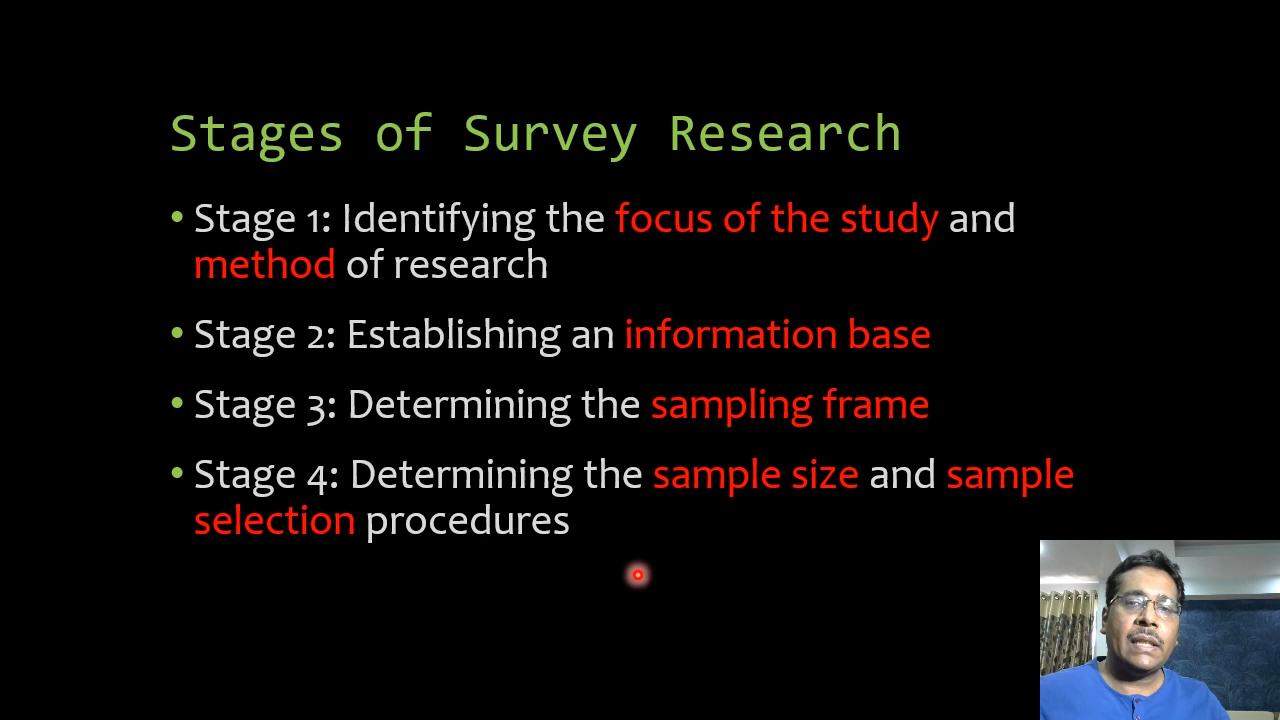 Stages of Survey Research
• Stage 1: Identifying the focus of the study and
method of research
• Stage 2: Establishing an information base
• Stage 3: Determining the sampling frame
• Stage 4: Determining the sample size and sample
selection procedures